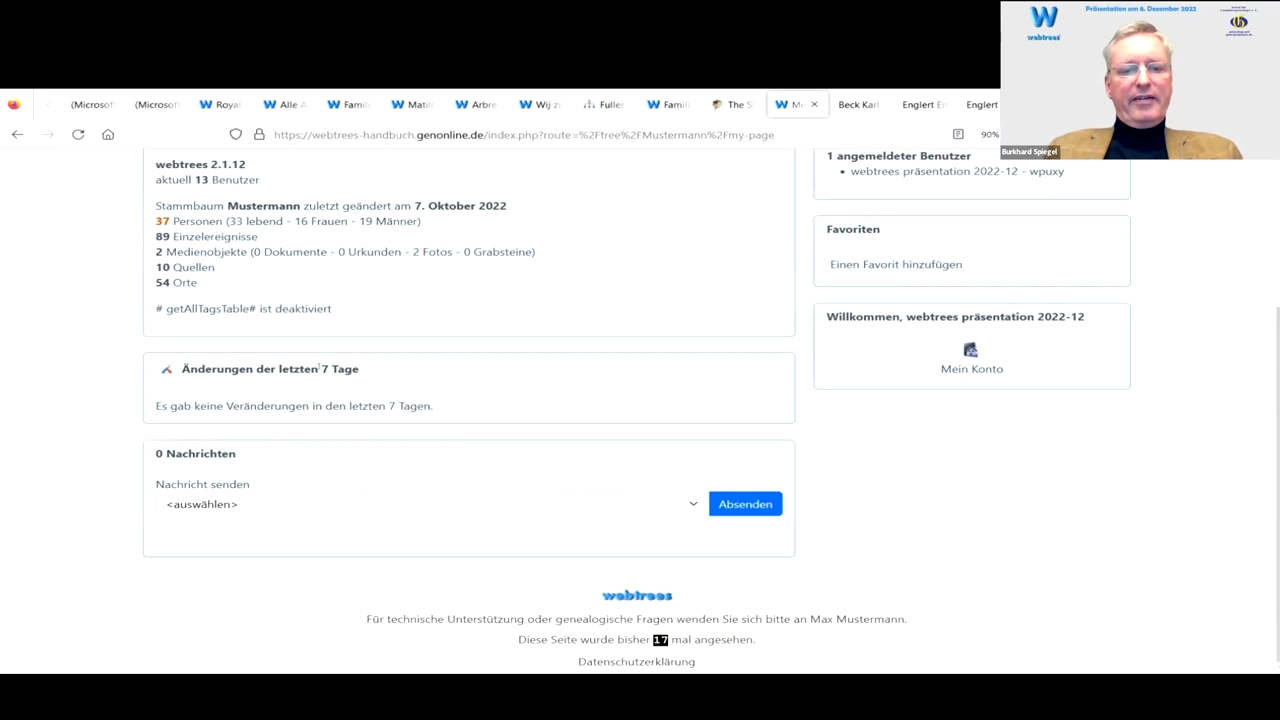 Präsentation am 8. Dezember 2022
W
webtrees
Burkhard Spiegel
(Microsoft
(Microsoft
Royal
Alle A
Famil
Matil
Arbre
Wij z
Fuller
Famili
The S
Beck Karl
Englert En
Englert
https://webtrees-handbuch.genonline.de/index.php?route=%2Ftree%2FMustermann%2Fmy-page
90%
webtrees 2.1.12
aktuell 13 Benutzer
Stammbaum Mustermann zuletzt geändert am 7. Oktober 2022
37 Personen (33 lebend - 16 Frauen - 19 Männer)
89 Einzelereignisse
2 Medienobjekte (0 Dokumente - 0 Urkunden - 2 Fotos - 0 Grabsteine)
10 Quellen
54 Orte
# getAllTagsTable# ist deaktiviert
Änderungen der letzten 7 Tage
Es gab keine Veränderungen in den letzten 7 Tagen.
0 Nachrichten
Nachricht senden
<auswählen>
Absenden
1 angemeldeter Benutzer
• webtrees präsentation 2022-12 - wpuxy
Favoriten
Einen Favorit hinzufügen
Willkommen, webtrees präsentation 2022-12
Mein Konto
webtrees
Für technische Unterstützung oder genealogische Fragen wenden Sie sich bitte an Max Mustermann.
Diese Seite wurde bisher 17 mal angesehen.
Datenschutzerklärung